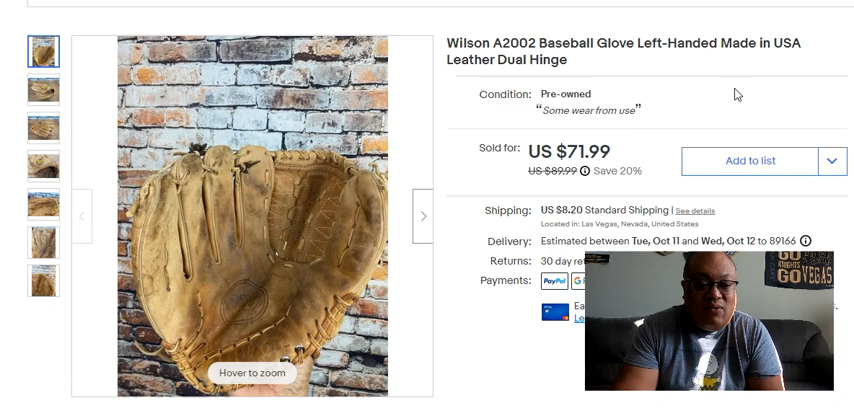 Wilson A2002 Baseball Glove Left-Handed Made in USA
Leather Dual Hinge
Condition:
Pre-owned
“Some wear from use”
Sold for:
US $71.99
US $89.99 Save 20%
Add to list
Shipping:
US $8.20 Standard Shipping | See details
Located in: Las Vegas, Nevada, United States
Delivery:
Estimated between Tue, Oct 11 and Wed, Oct 12 to 89166
Returns:
30 day
Payments:
PayPal
Hover to zoom
GO
KNIGHTS
GO
VEGAS